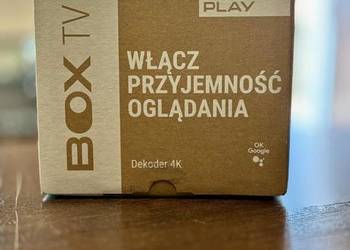 PLAY
BOX TV
WŁĄCZ
PRZYJEMNOŚĆ
OGLĄDANIA
Dekoder 4K
OK
Google